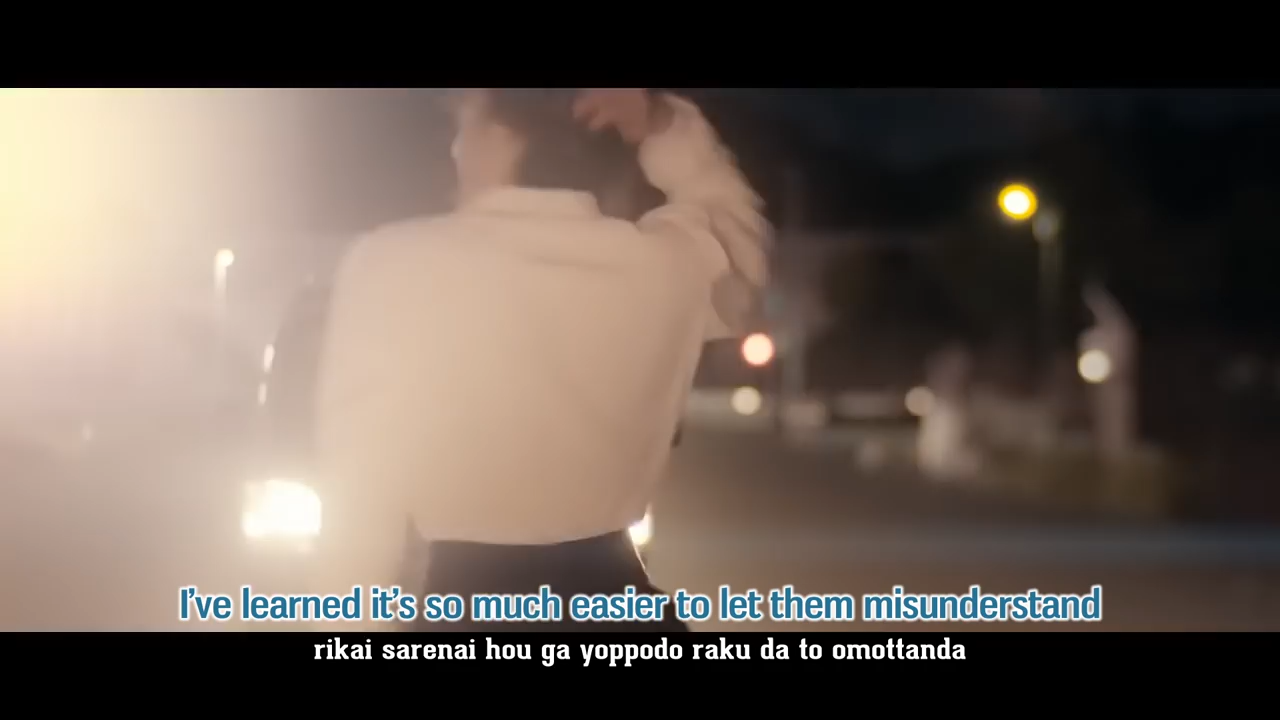 I've learned it's so much easier to let them misunderstand
rikai sarenai hou ga yoppodo raku da to omottanda